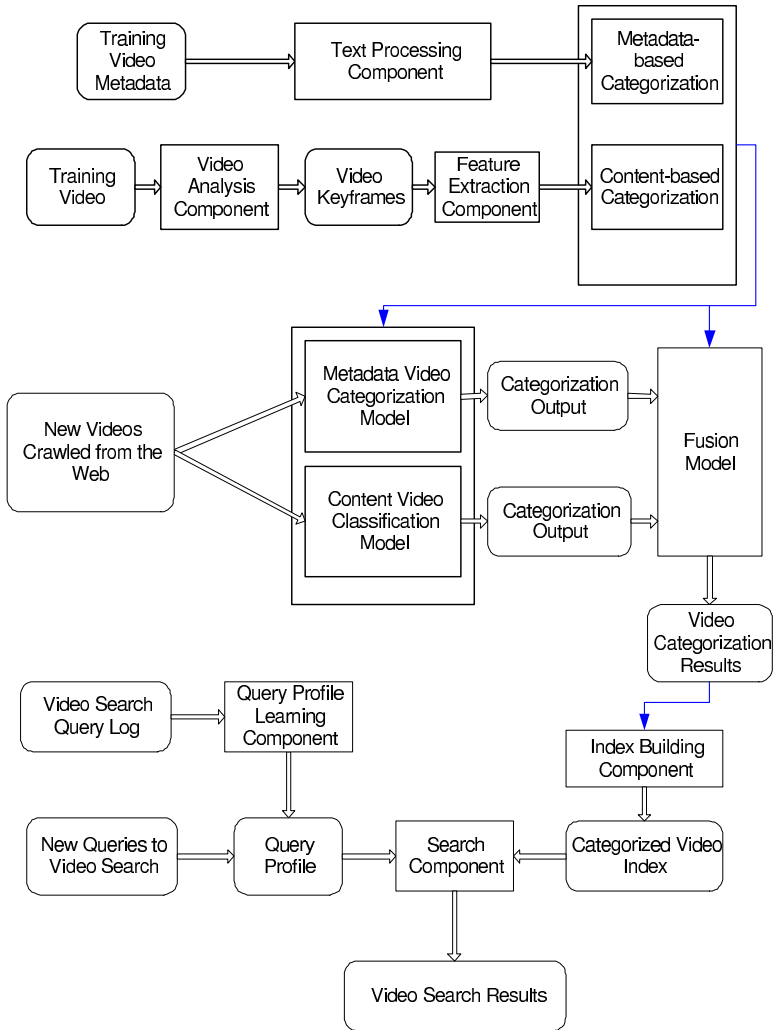 Training
Video
Metadata
Text Processing
Component
Metadata-
based
Categorization
Training
Video
Video
Analysis
Component
Video
Keyframes
Feature
Extraction
Component
Content-based
Categorization
New Videos
Crawled from the
Web
Metadata Video
Categorization
Model
Categorization
Output
Content Video
Classification
Model
Categorization
Output
Fusion
Model
Video
Categorization
Results
Video Search
Query Log
Query Profile
Learning
Component
Index Building
Component
New Queries to
Video Search
Query
Profile
Search
Component
Categorized Video
Index
Video Search Results